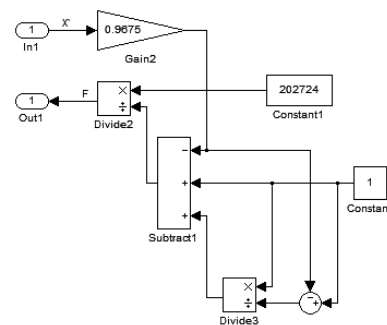 1
X'
0.9675
In1
Gain2
1
F
×
÷
202724
Out1
Divide2
Constant1
−
+
+
1
Subtract1
Constan
×
÷
−
+
Divide3